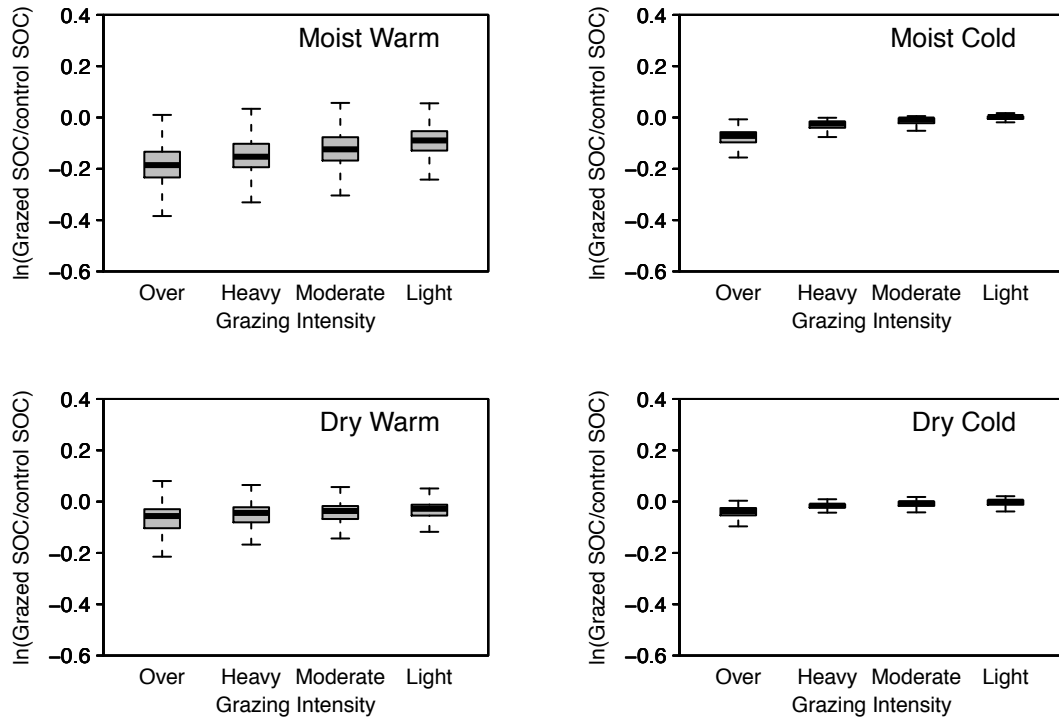 Moist Warm
ln(Grazed SOC/control SOC)
0.4
0.2
0.0
−0.2
−0.4
−0.6
Over Heavy Moderate Light
Grazing Intensity
Moist Cold
ln(Grazed SOC/control SOC)
0.4
0.2
0.0
−0.2
−0.4
−0.6
Over Heavy Moderate Light
Grazing Intensity
Dry Warm
ln(Grazed SOC/control SOC)
0.4
0.2
0.0
−0.2
−0.4
−0.6
Over Heavy Moderate Light
Grazing Intensity
Dry Cold
ln(Grazed SOC/control SOC)
0.4
0.2
0.0
−0.2
−0.4
−0.6
Over Heavy Moderate Light
Grazing Intensity